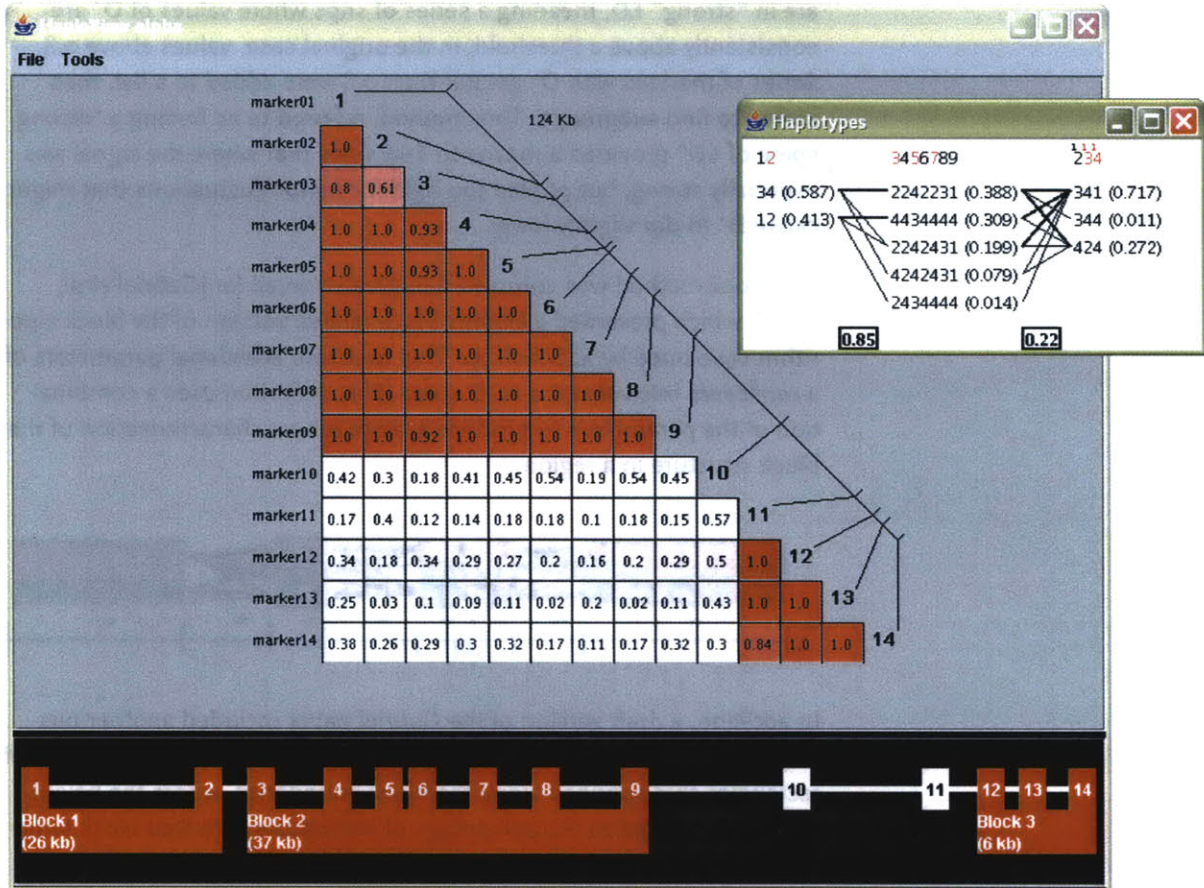 File Tools
124 Kb
marker01 1
marker02 1.0 2
marker03 0.8 0.61 3
marker04 1.0 1.0 0.93 4
marker05 1.0 1.0 0.93 1.0 5
marker06 1.0 1.0 1.0 1.0 1.0 6
marker07 1.0 1.0 1.0 1.0 1.0 1.0 7
marker08 1.0 1.0 1.0 1.0 1.0 1.0 1.0 8
marker09 1.0 1.0 0.92 1.0 1.0 1.0 1.0 1.0 9
marker10 0.42 0.3 0.18 0.41 0.45 0.54 0.19 0.54 0.45 10
marker11 0.17 0.4 0.12 0.14 0.18 0.18 0.1 0.18 0.15 0.57 11
marker12 0.34 0.18 0.34 0.29 0.27 0.2 0.16 0.2 0.29 0.5 1.0 12
marker13 0.25 0.03 0.1 0.09 0.11 0.02 0.2 0.02 0.11 0.43 1.0 1.0 13
marker14 0.38 0.26 0.29 0.3 0.32 0.17 0.11 0.17 0.32 0.3 0.84 1.0 1.0 14
Haplotypes
12 3456789 111
234
34 (0.587) 2242231 (0.388) 341 (0.717)
12 (0.413) 4434444 (0.309) 344 (0.011)
2242431 (0.199) 424 (0.272)
4242431 (0.079)
2434444 (0.014)
0.85 0.22
1 2 3 4 5 6 7 8 9 10 11 12 13 14
Block 1 Block 2 Block 3
(26 kb) (37 kb) (6 kb)